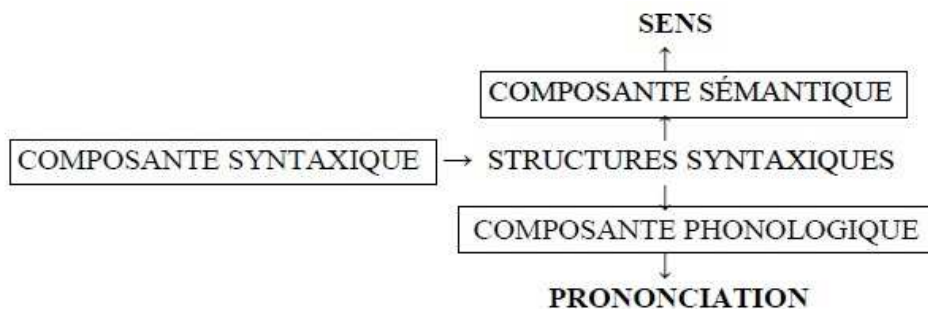 SENS
↑
COMPOSANTE SÉMANTIQUE
↑
COMPOSANTE SYNTAXIQUE → STRUCTURES SYNTAXIQUES
↓
COMPOSANTE PHONOLOGIQUE
↓
PRONONCIATION